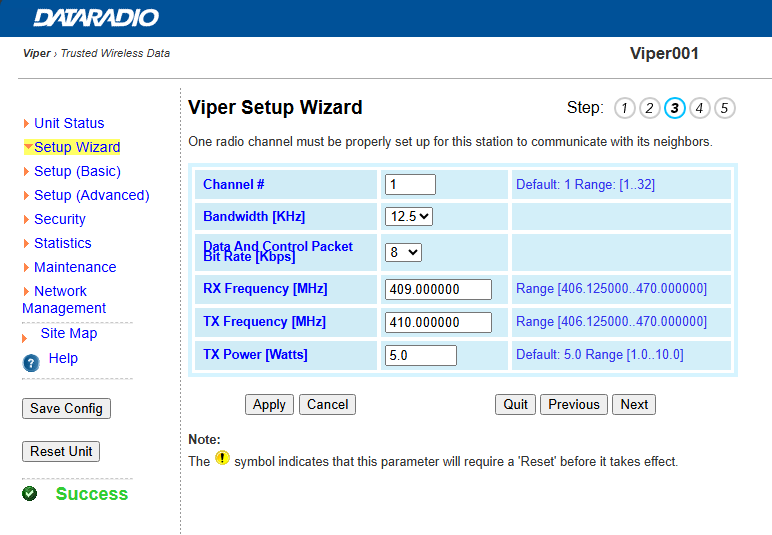 DATARADIO
Viper › Trusted Wireless Data
Viper001
Unit Status
Setup Wizard
Setup (Basic)
Setup (Advanced)
Security
Statistics
Maintenance
Network
Management
Site Map
? Help
Save Config
Reset Unit
Success
Viper Setup Wizard
Step: 1 2 3 4 5
One radio channel must be properly set up for this station to communicate with its neighbors.
Channel # 1 Default: 1 Range: [1..32]
Bandwidth [KHz] 12.5
Data And Control Packet
Bit Rate [Kbps] 8
RX Frequency [MHz] 409.000000 Range [406.125000..470.000000]
TX Frequency [MHz] 410.000000 Range [406.125000..470.000000]
TX Power [Watts] 5.0 Default: 5.0 Range [1.0..10.0]
Apply Cancel Quit Previous Next
Note:
The ! symbol indicates that this parameter will require a 'Reset' before it takes effect.